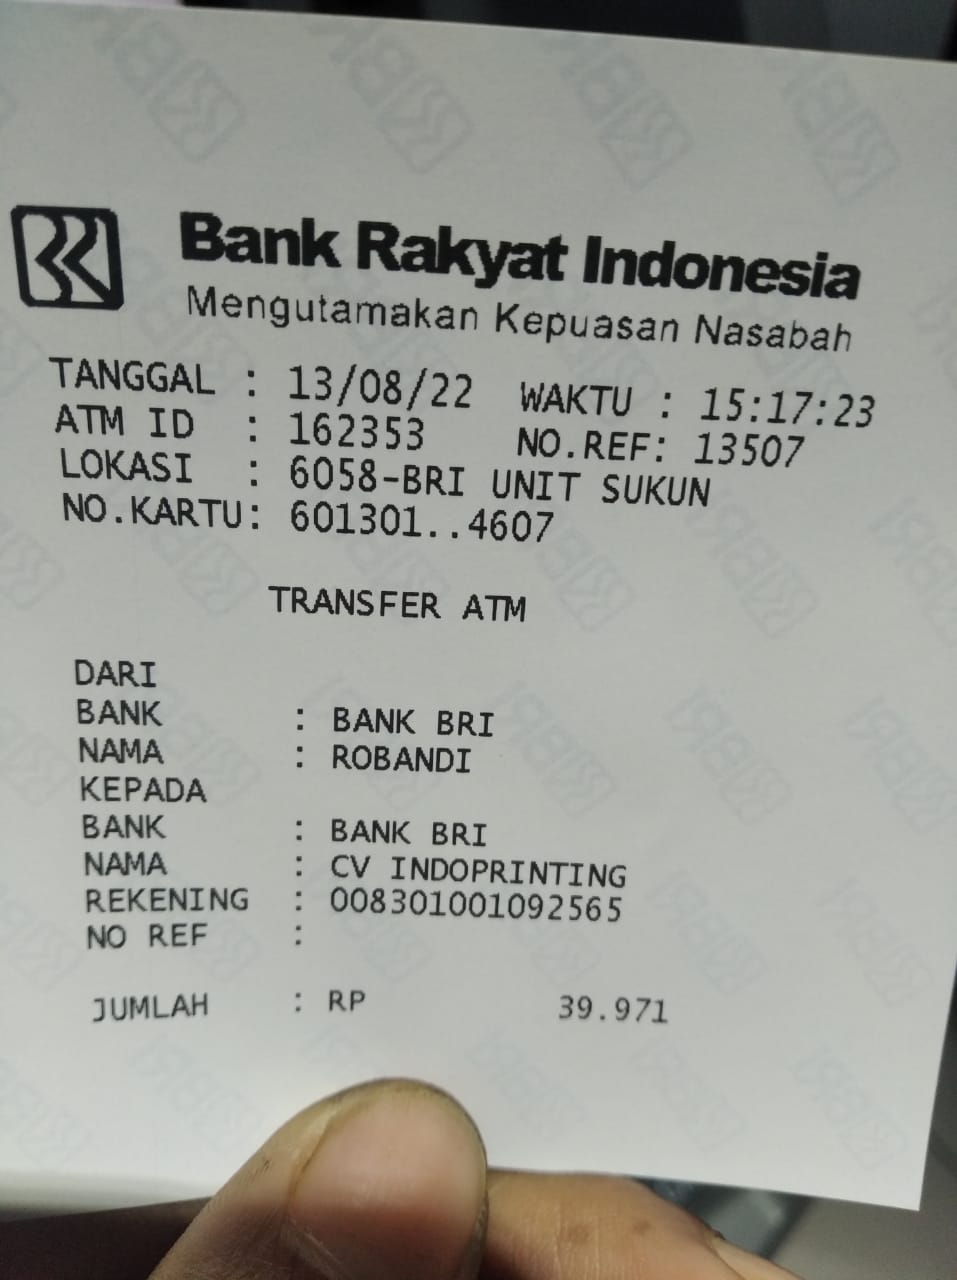 Bank Rakyat Indonesia
Mengutamakan Kepuasan Nasabah
TANGGAL : 13/08/22 WAKTU : 15:17:23
ATM ID : 162353 NO.REF: 13507
LOKASI : 6058-BRI UNIT SUKUN
NO.KARTU: 601301..4607
TRANSFER ATM
DARI
BANK : BANK BRI
NAMA : ROBANDI
KEPADA
BANK : BANK BRI
NAMA : CV INDOPRINTING
REKENING : 008301001092565
NO REF :
JUMLAH : RP 39.971